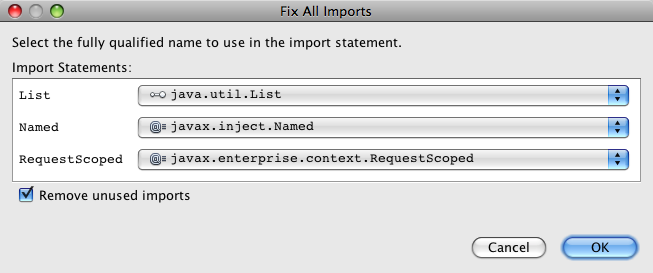 Fix All Imports
Select the fully qualified name to use in the import statement.
Import Statements:
List java.util.List
Named javax.inject.Named
RequestScoped javax.enterprise.context.RequestScoped
Remove unused imports
Cancel OK